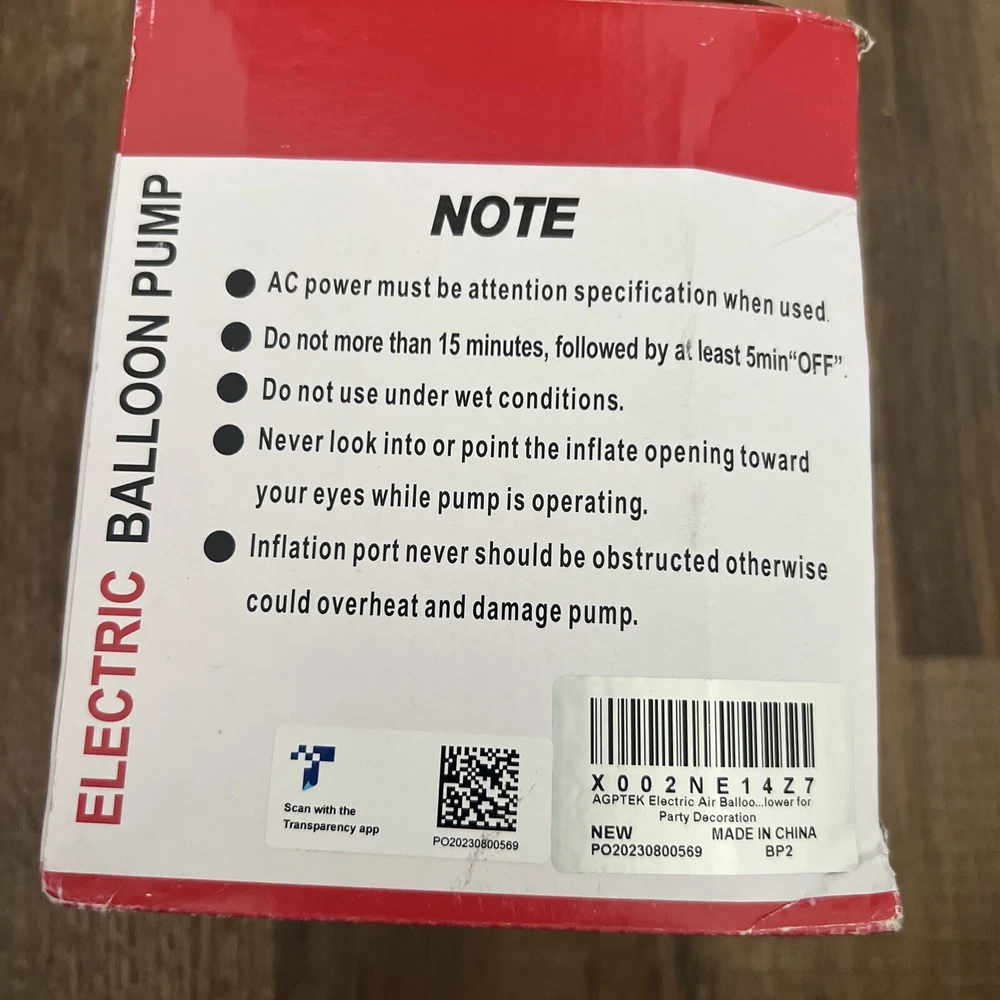 ELECTRIC BALLOON PUMP
NOTE
● AC power must be attention specification when used.
● Do not more than 15 minutes, followed by at least 5min“OFF”.
● Do not use under wet conditions.
● Never look into or point the inflate opening toward
your eyes while pump is operating.
● Inflation port never should be obstructed otherwise
could overheat and damage pump.
Scan with the
Transparency app
PO20230800569
X002NE14Z7
AGPTEK Electric Air Balloo...lower for
Party Decoration
NEW MADE IN CHINA
PO20230800569 BP2